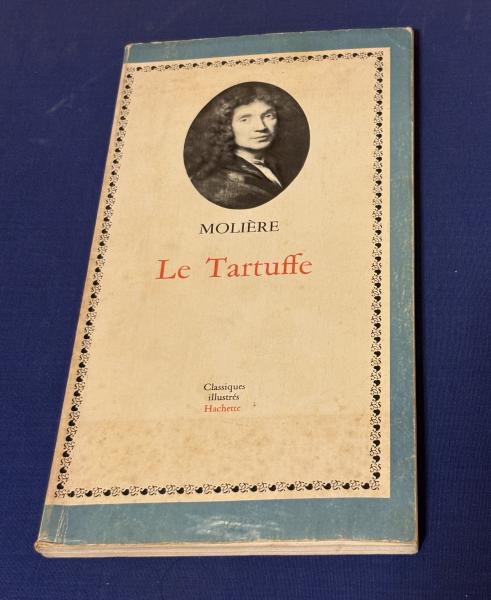 MOLIÈRE
Le Tartuffe
Classiques
illustrés
Hachette